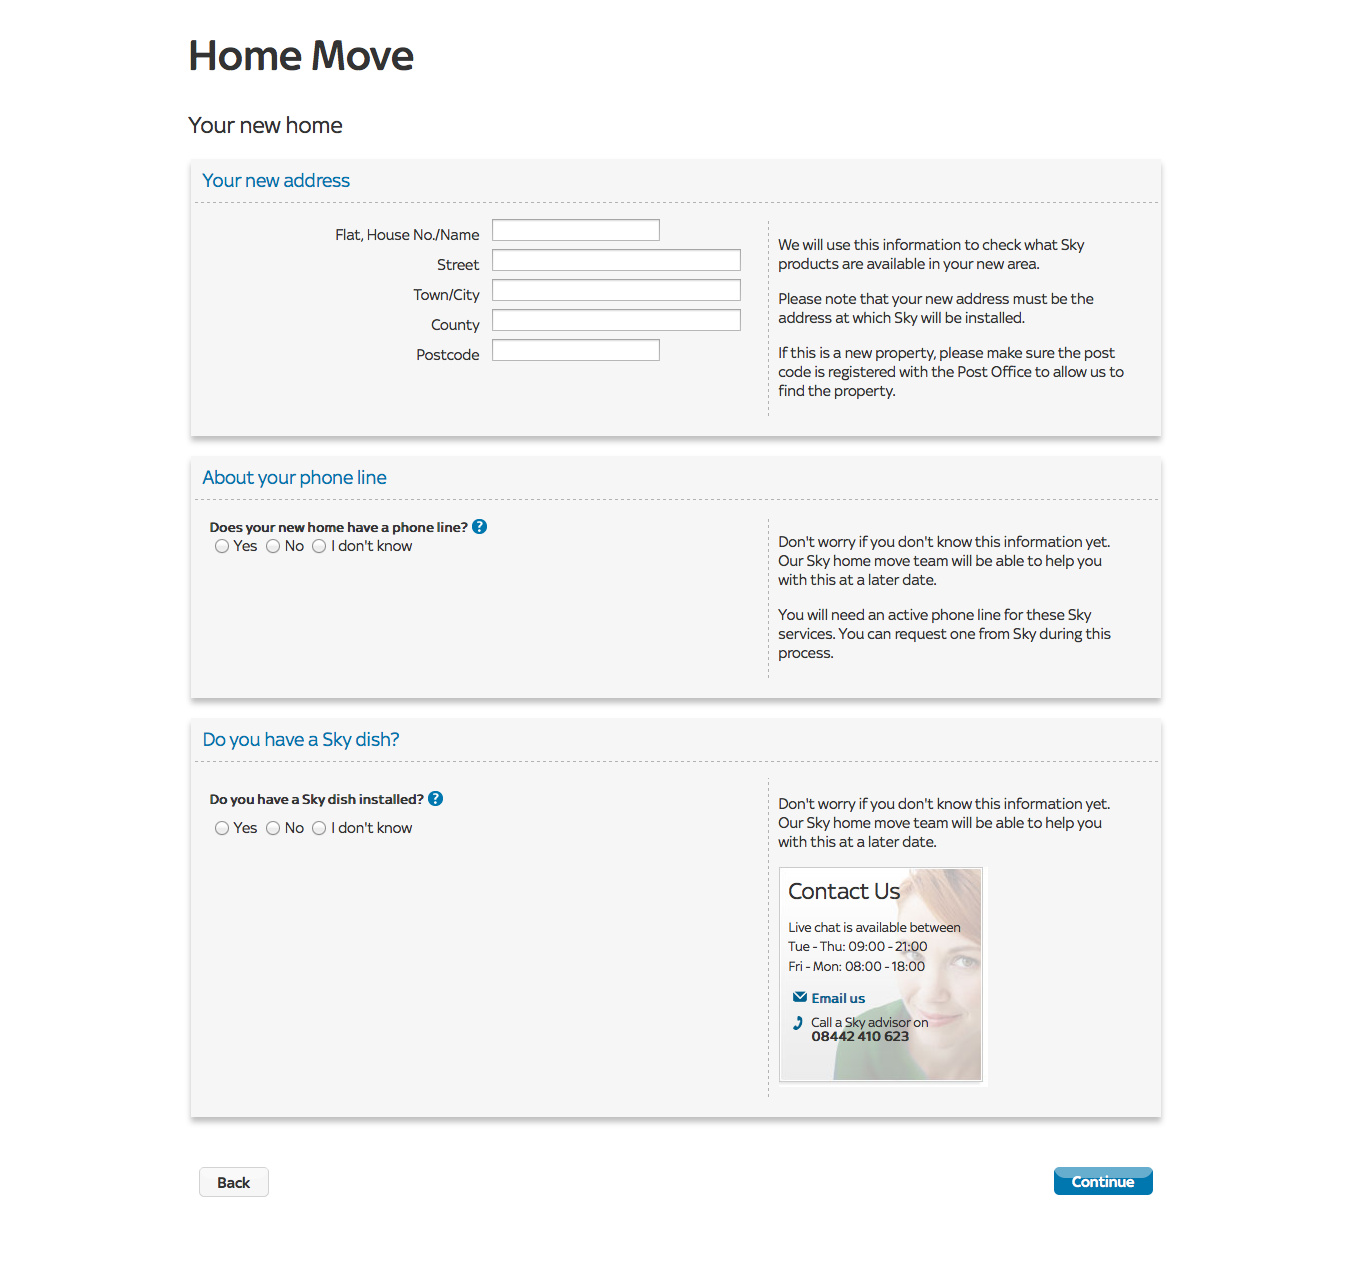 Home Move
Your new home
Your new address
Flat, House No./Name
Street
Town/City
County
Postcode
We will use this information to check what Sky
products are available in your new area.
Please note that your new address must be the
address at which Sky will be installed.
If this is a new property, please make sure the post
code is registered with the Post Office to allow us to
find the property.
About your phone line
Does your new home have a phone line? ?
Yes No I don't know
Don't worry if you don't know this information yet.
Our Sky home move team will be able to help you
with this at a later date.
You will need an active phone line for these Sky
services. You can request one from Sky during this
process.
Do you have a Sky dish?
Do you have a Sky dish installed? ?
Yes No I don't know
Don't worry if you don't know this information yet.
Our Sky home move team will be able to help you
with this at a later date.
Contact Us
Live chat is available between
Tue - Thu: 09:00 - 21:00
Fri - Mon: 08:00 - 18:00
Email us
Call a Sky advisor on
08442 410 623
Back
Continue